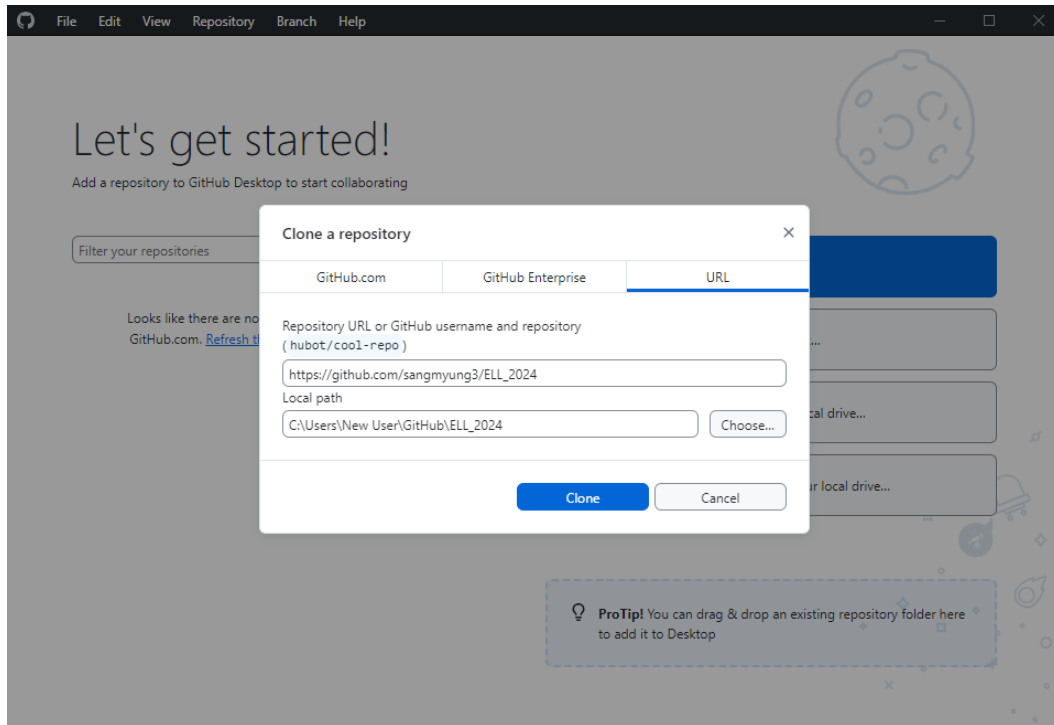 File Edit View Repository Branch Help
Let's get started!
Add a repository to GitHub Desktop to start collaborating
Filter your repositories
Looks like there are no
GitHub.com. Refresh
Clone a repository
GitHub.com GitHub Enterprise URL
Repository URL or GitHub username and repository
(hubot/cool-repo)
https://github.com/sangmyung3/ELL_2024
Local path
C:\Users\New User\GitHub\ELL_2024
Choose...
Clone Cancel
...
cal drive...
ur local drive...
ProTip! You can drag & drop an existing repository folder here
to add it to Desktop